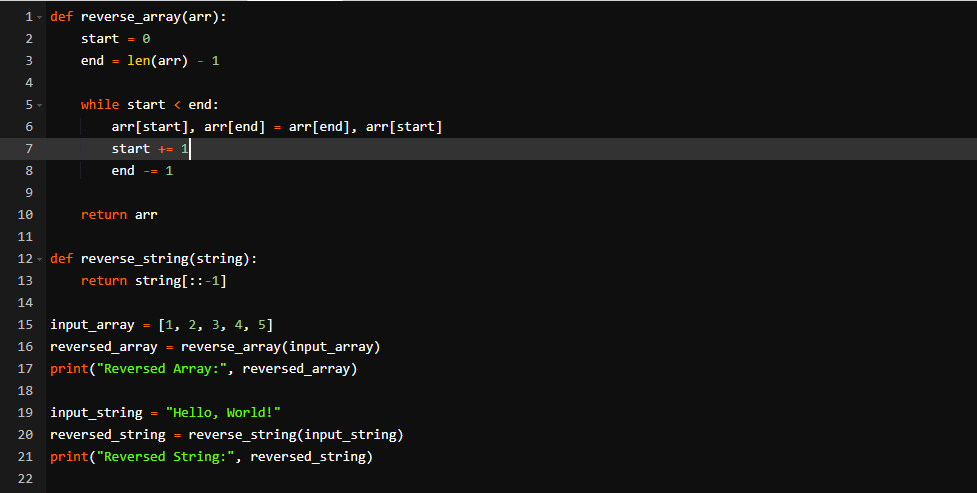 1 def reverse_array(arr):
2     start = 0
3     end = len(arr) - 1
4
5     while start < end:
6         arr[start], arr[end] = arr[end], arr[start]
7         start += 1
8         end -= 1
9
10     return arr
11
12 def reverse_string(string):
13     return string[::-1]
14
15 input_array = [1, 2, 3, 4, 5]
16 reversed_array = reverse_array(input_array)
17 print("Reversed Array:", reversed_array)
18
19 input_string = "Hello, World!"
20 reversed_string = reverse_string(input_string)
21 print("Reversed String:", reversed_string)
22